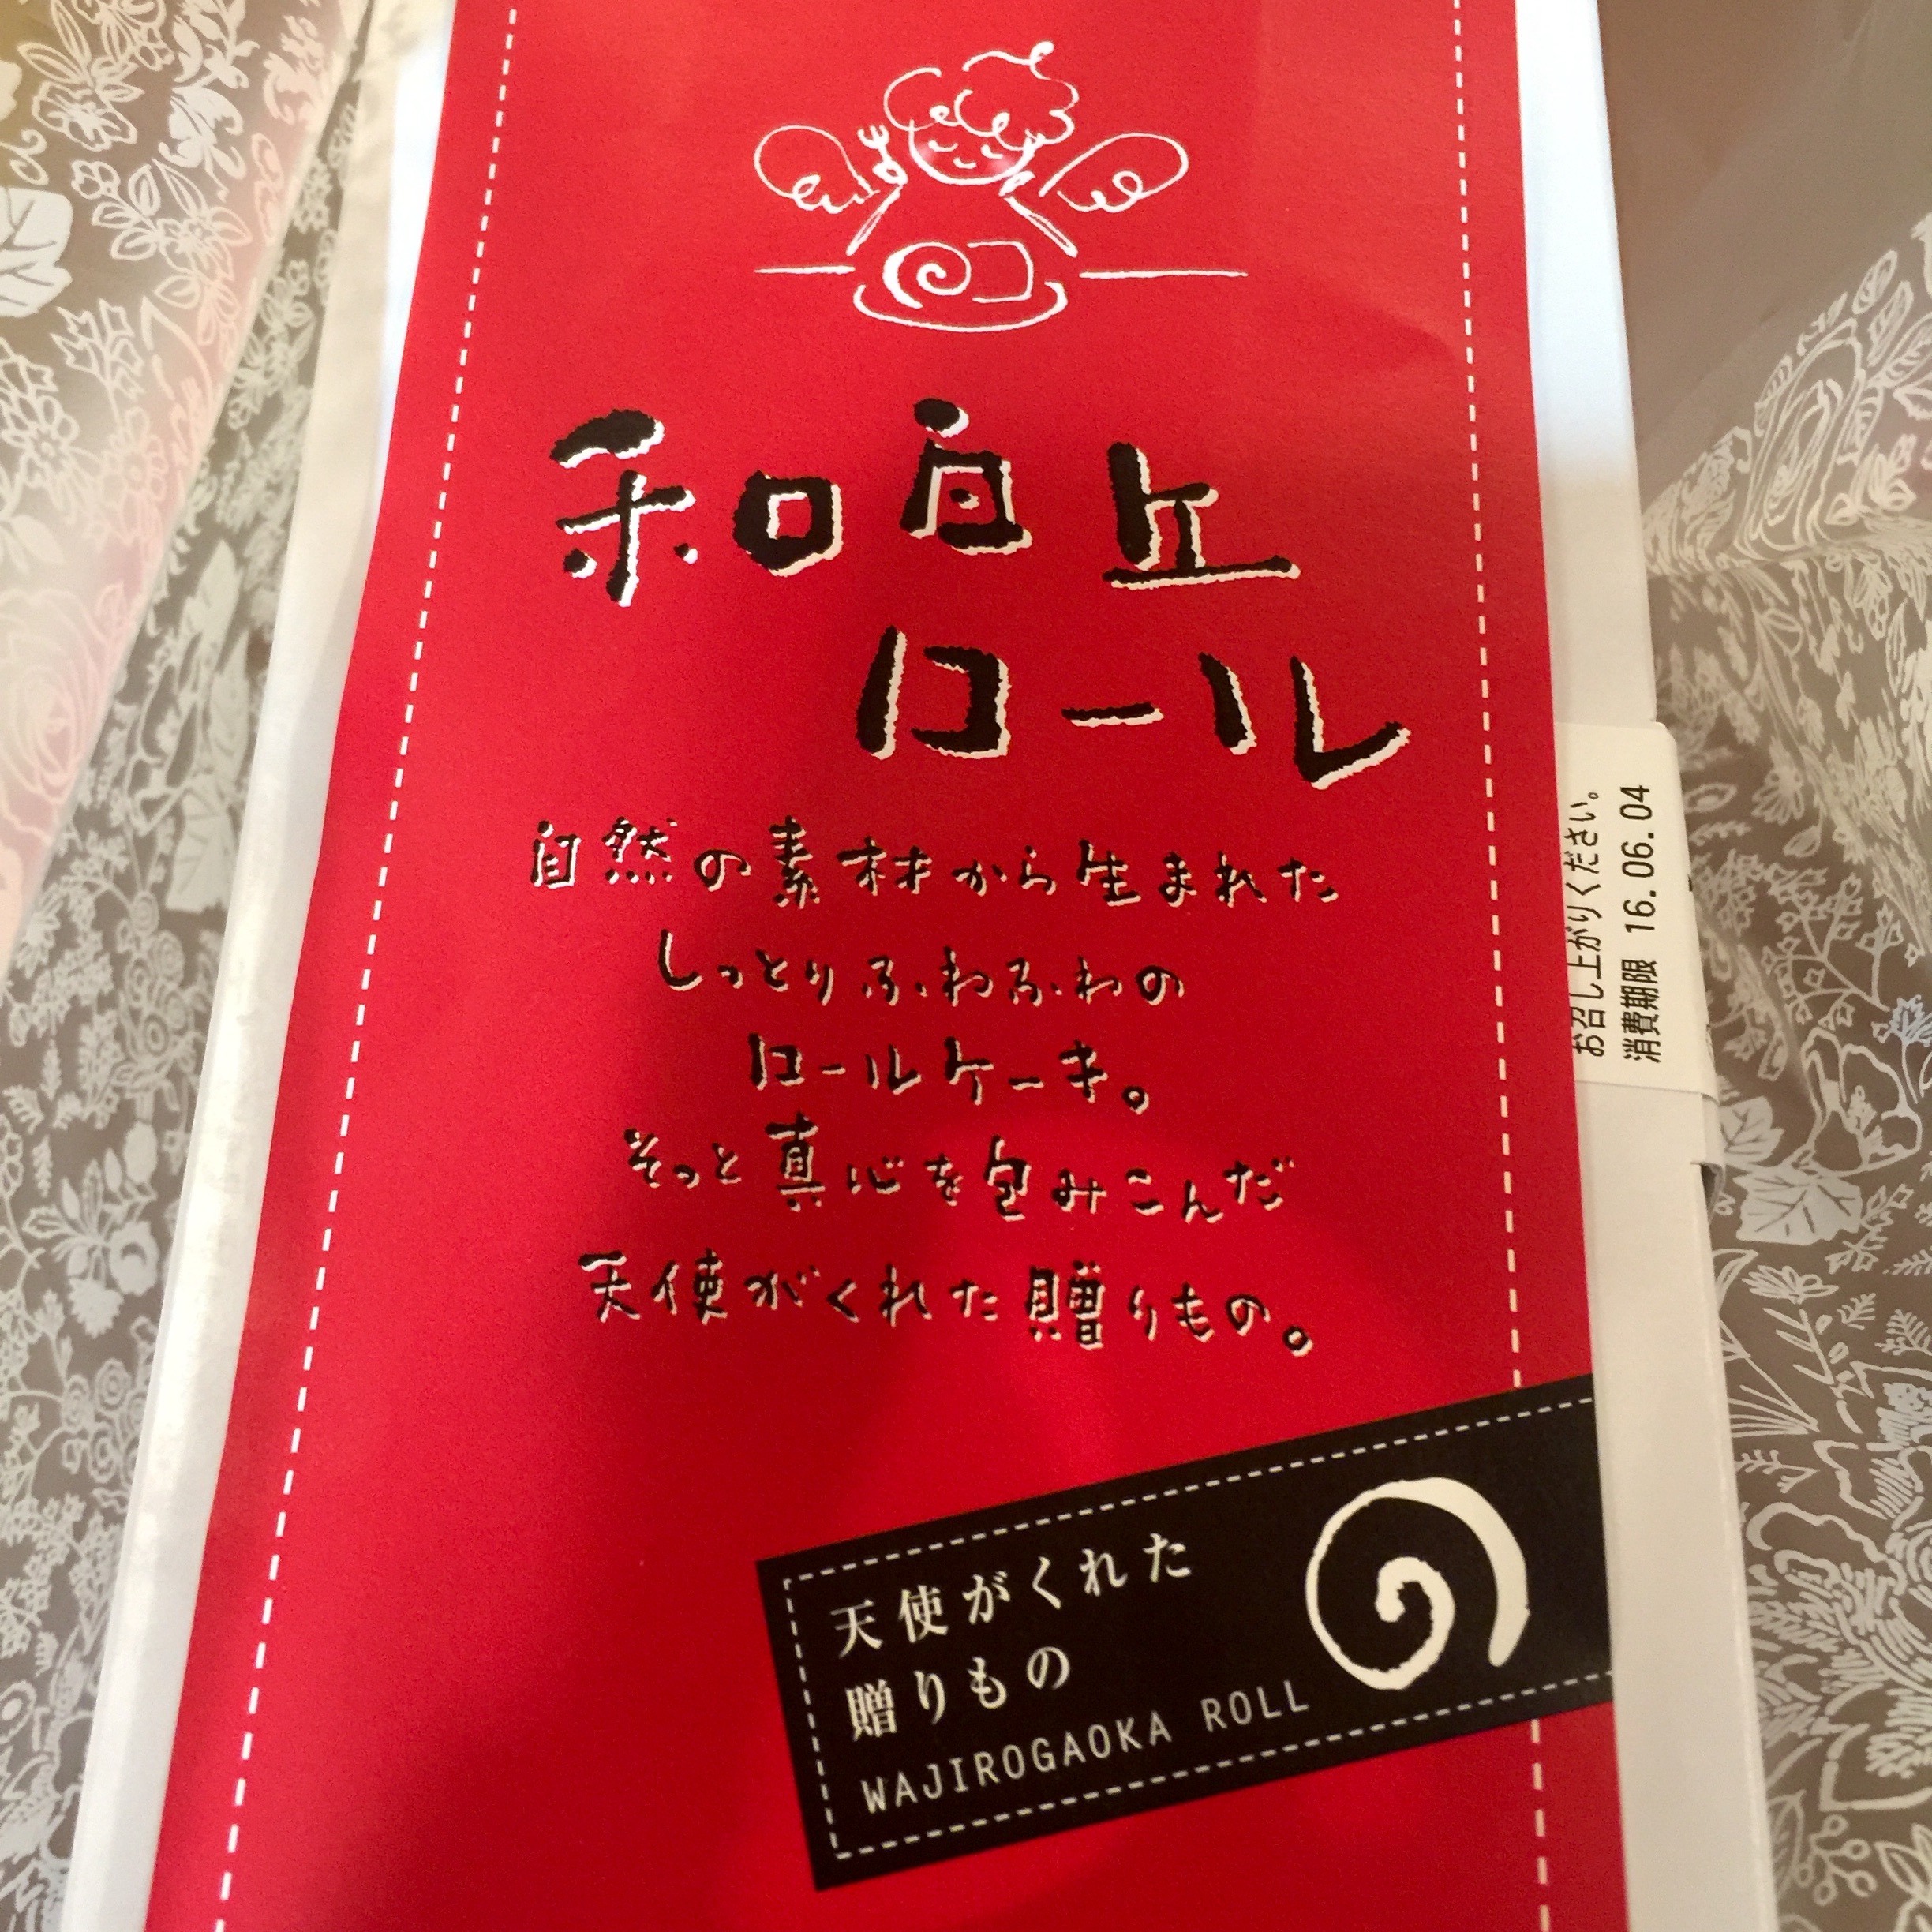 和白丘
ロール
自然の素材から生まれた
しっとりふわふわの
ロールケーキ。
そっと真心を包みこんだ
天使がくれた贈りもの。
お召し上がりください。
消費期限 16.06.04
天使がくれた
贈りもの
WAJIROGAOKA ROLL